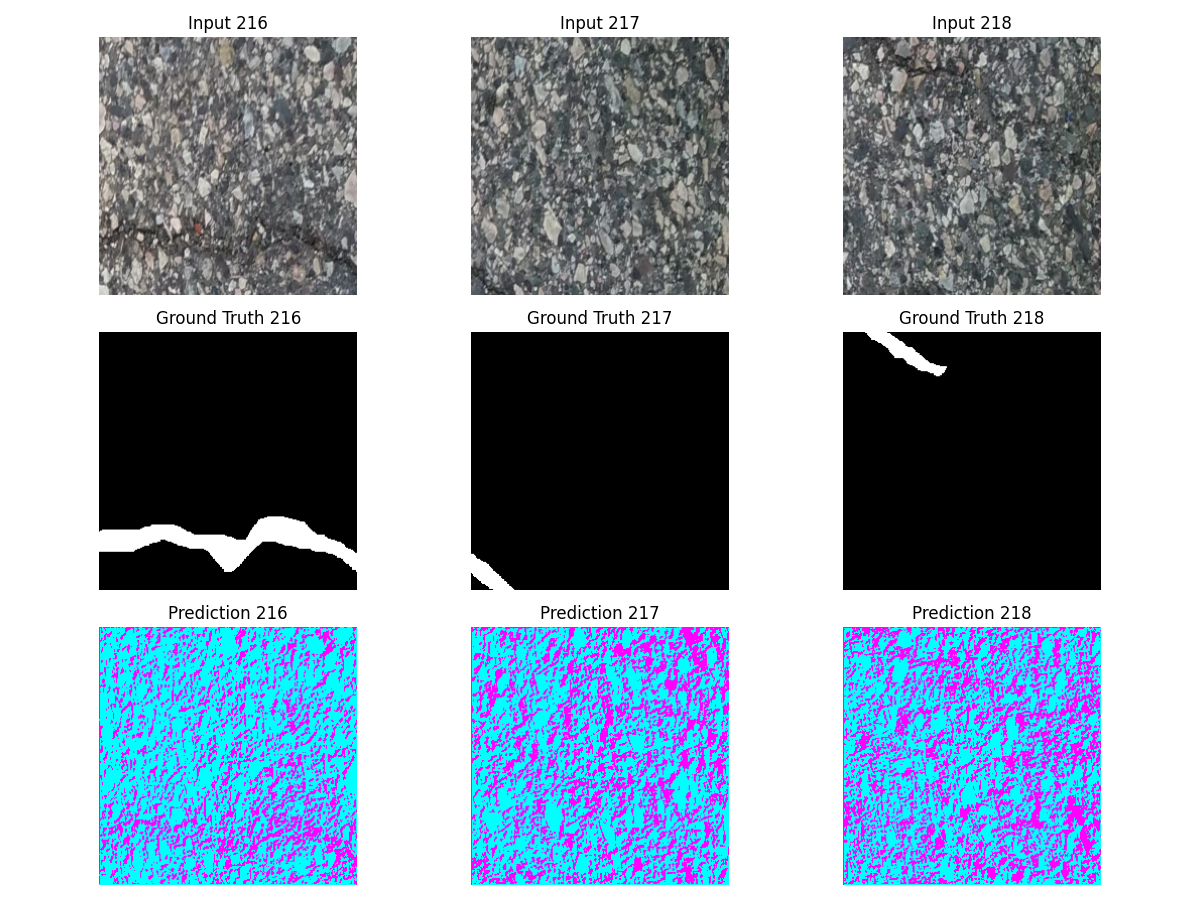 Input 216
Input 217
Input 218
Ground Truth 216
Ground Truth 217
Ground Truth 218
Prediction 216
Prediction 217
Prediction 218